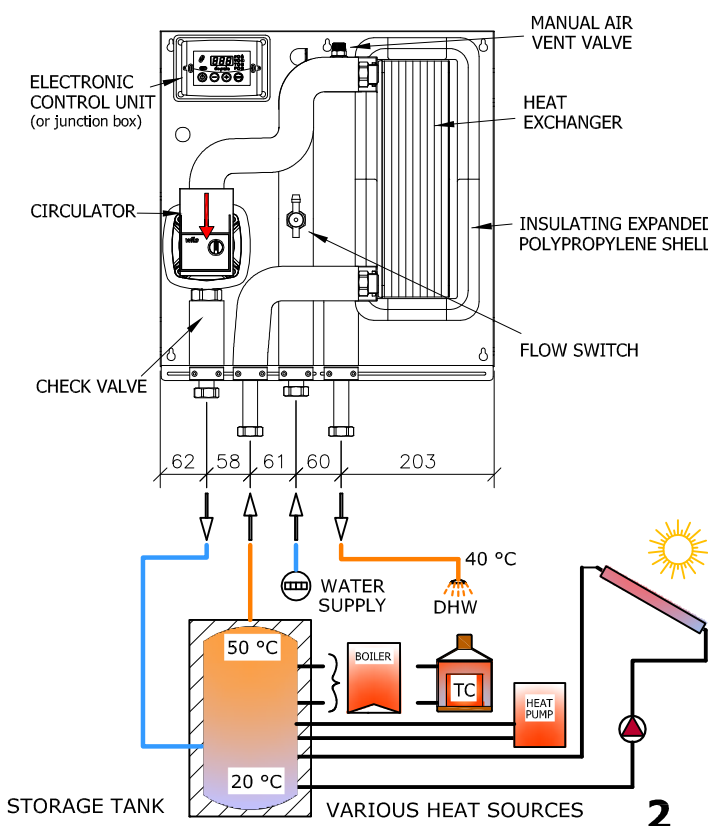 MANUAL AIR
VENT VALVE
ELECTRONIC
CONTROL UNIT
(or junction box)
HEAT
EXCHANGER
CIRCULATOR
wilo
INSULATING EXPANDED
POLYPROPYLENE SHELL
FLOW SWITCH
CHECK VALVE
62 58 61 60 203
40 °C
WATER
SUPPLY
DHW
50 °C
BOILER
TC
HEAT
PUMP
20 °C
STORAGE TANK
VARIOUS HEAT SOURCES
2